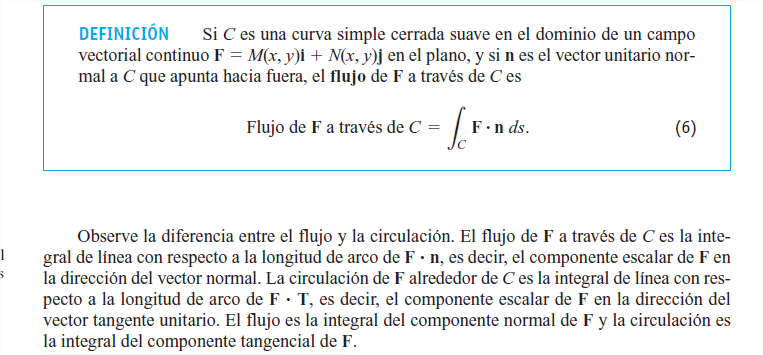 DEFINICIÓN Si C es una curva simple cerrada suave en el dominio de un campo
vectorial continuo F = M(x, y)i + N(x, y)j en el plano, y si n es el vector unitario nor-
mal a C que apunta hacia fuera, el flujo de F a través de C es
Flujo de F a través de C = ∫_C F · n ds. (6)
Observe la diferencia entre el flujo y la circulación. El flujo de F a través de C es la inte-
gral de línea con respecto a la longitud de arco de F · n, es decir, el componente escalar de F en
la dirección del vector normal. La circulación de F alrededor de C es la integral de línea con res-
pecto a la longitud de arco de F · T, es decir, el componente escalar de F en la dirección del
vector tangente unitario. El flujo es la integral del componente normal de F y la circulación es
la integral del componente tangencial de F.